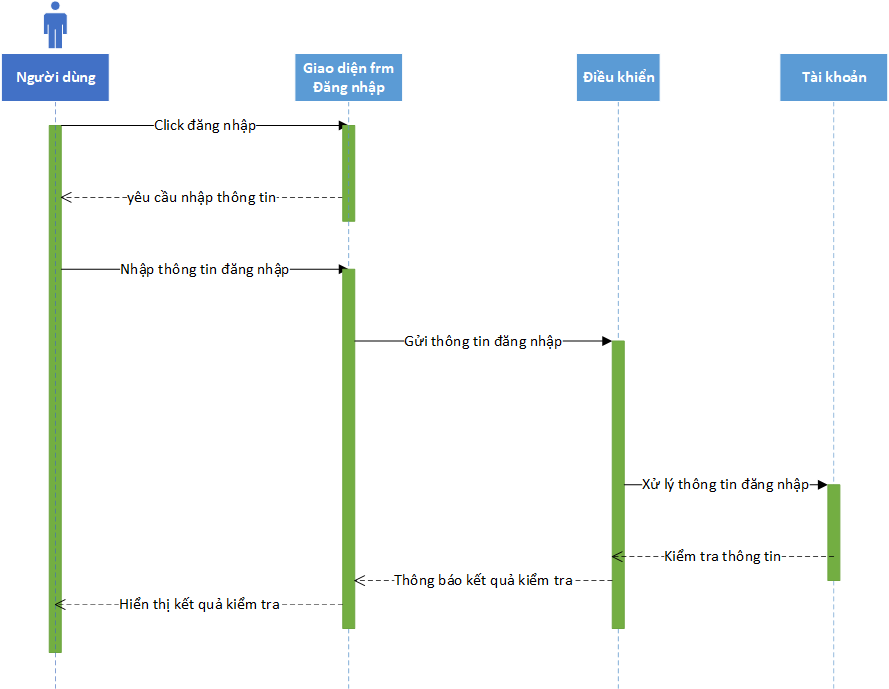 Người dùng
Giao diện frm
Đăng nhập
Điều khiển
Tài khoản
Click đăng nhập
yêu cầu nhập thông tin
Nhập thông tin đăng nhập
Gửi thông tin đăng nhập
Xử lý thông tin đăng nhập
Kiểm tra thông tin
Thông báo kết quả kiểm tra
Hiển thị kết quả kiểm tra